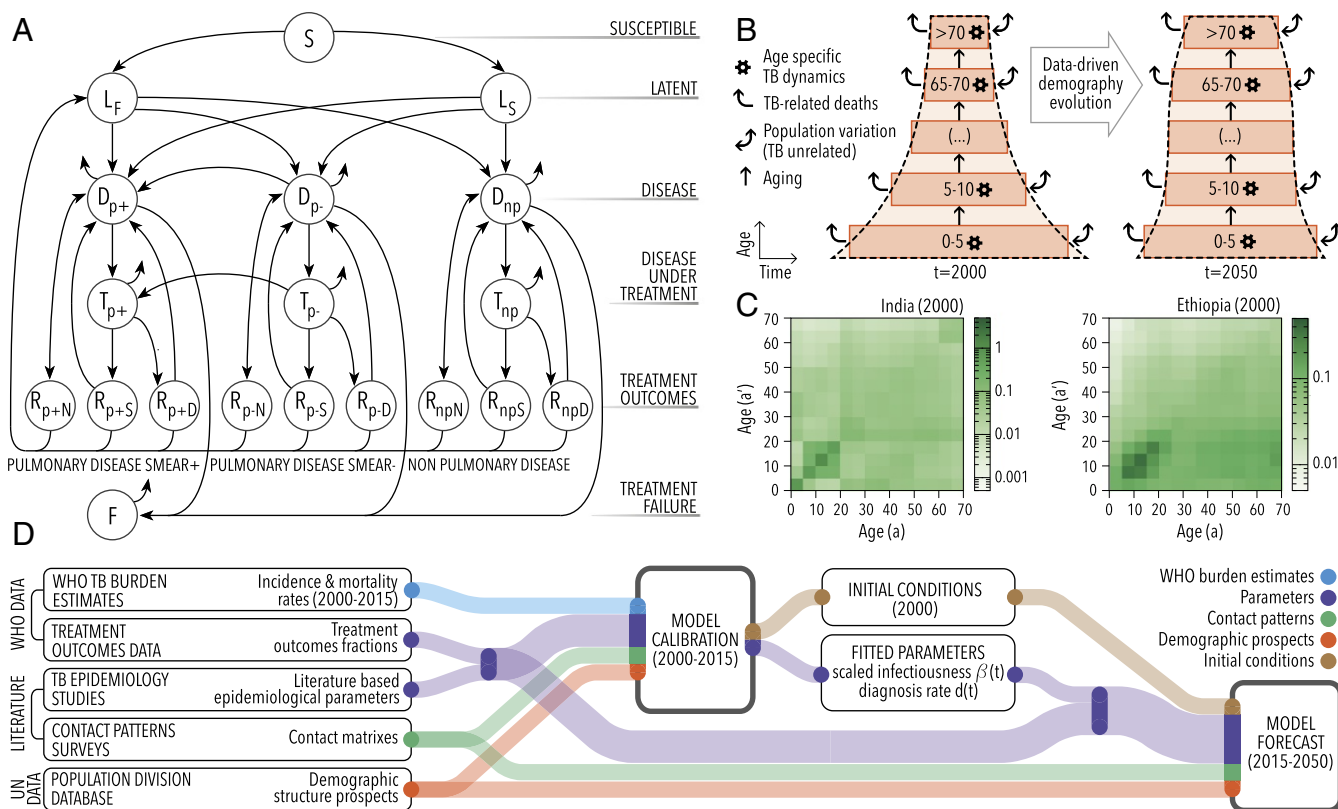 A
S
SUSCEPTIBLE
L_F
L_S
LATENT
D_p+
D_p-
D_np
DISEASE
T_p+
T_p-
T_np
DISEASE
UNDER
TREATMENT
R_p+N
R_p+S
R_p+D
R_p-N
R_p-S
R_p-D
R_npN
R_npS
R_npD
TREATMENT
OUTCOMES
PULMONARY DISEASE SMEAR+
PULMONARY DISEASE SMEAR-
NON PULMONARY DISEASE
F
TREATMENT
FAILURE
B
Age specific
TB dynamics
TB-related deaths
Population variation
(TB unrelated)
Aging
Age
Time
>70
65-70
(...)
5-10
0-5
t=2000
Data-driven
demography
evolution
>70
65-70
(...)
5-10
0-5
t=2050
C
India (2000)
Age (a')
70
60
50
40
30
20
10
0
0 10 20 30 40 50 60 70
Age (a)
1
0.1
0.01
0.001
Ethiopia (2000)
Age (a')
70
60
50
40
30
20
10
0
0 10 20 30 40 50 60 70
Age (a)
0.1
0.01
D
WHO DATA
WHO TB BURDEN
ESTIMATES
Incidence & mortality
rates (2000-2015)
TREATMENT
OUTCOMES DATA
Treatment
outcomes fractions
LITERATURE
TB EPIDEMIOLOGY
STUDIES
Literature based
epidemiological parameters
CONTACT PATTERNS
SURVEYS
Contact matrixes
UN
DATA
POPULATION DIVISION
DATABASE
Demographic
structure prospects
MODEL
CALIBRATION
(2000-2015)
INITIAL CONDITIONS
(2000)
FITTED PARAMETERS
scaled infectiousness β(t)
diagnosis rate d(t)
WHO burden estimates
Parameters
Contact patterns
Demographic prospects
Initial conditions
MODEL
FORECAST
(2015-2050)